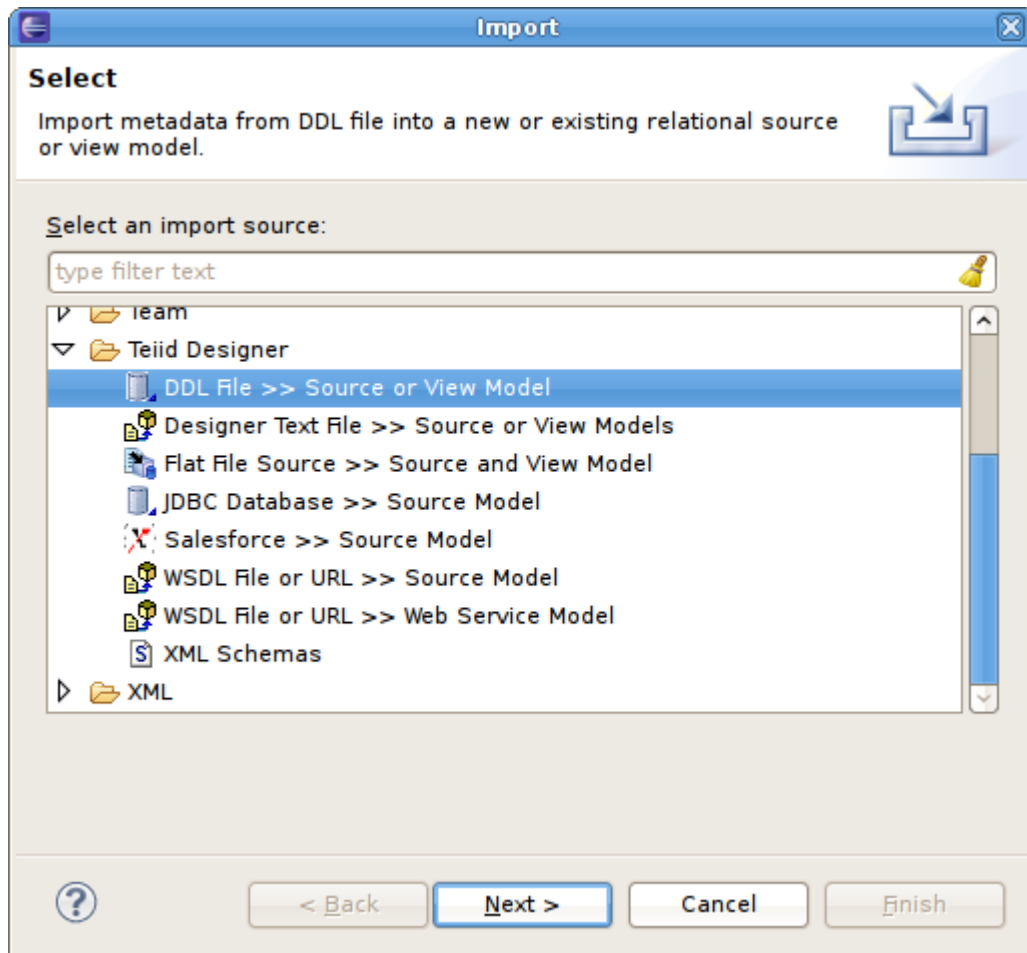 Import
Select
Import metadata from DDL file into a new or existing relational source
or view model.
Select an import source:
type filter text
Team
Teiid Designer
DDL File >> Source or View Model
Designer Text File >> Source or View Models
Flat File Source >> Source and View Model
JDBC Database >> Source Model
Salesforce >> Source Model
WSDL File or URL >> Source Model
WSDL File or URL >> Web Service Model
XML Schemas
XML
< Back Next > Cancel Finish